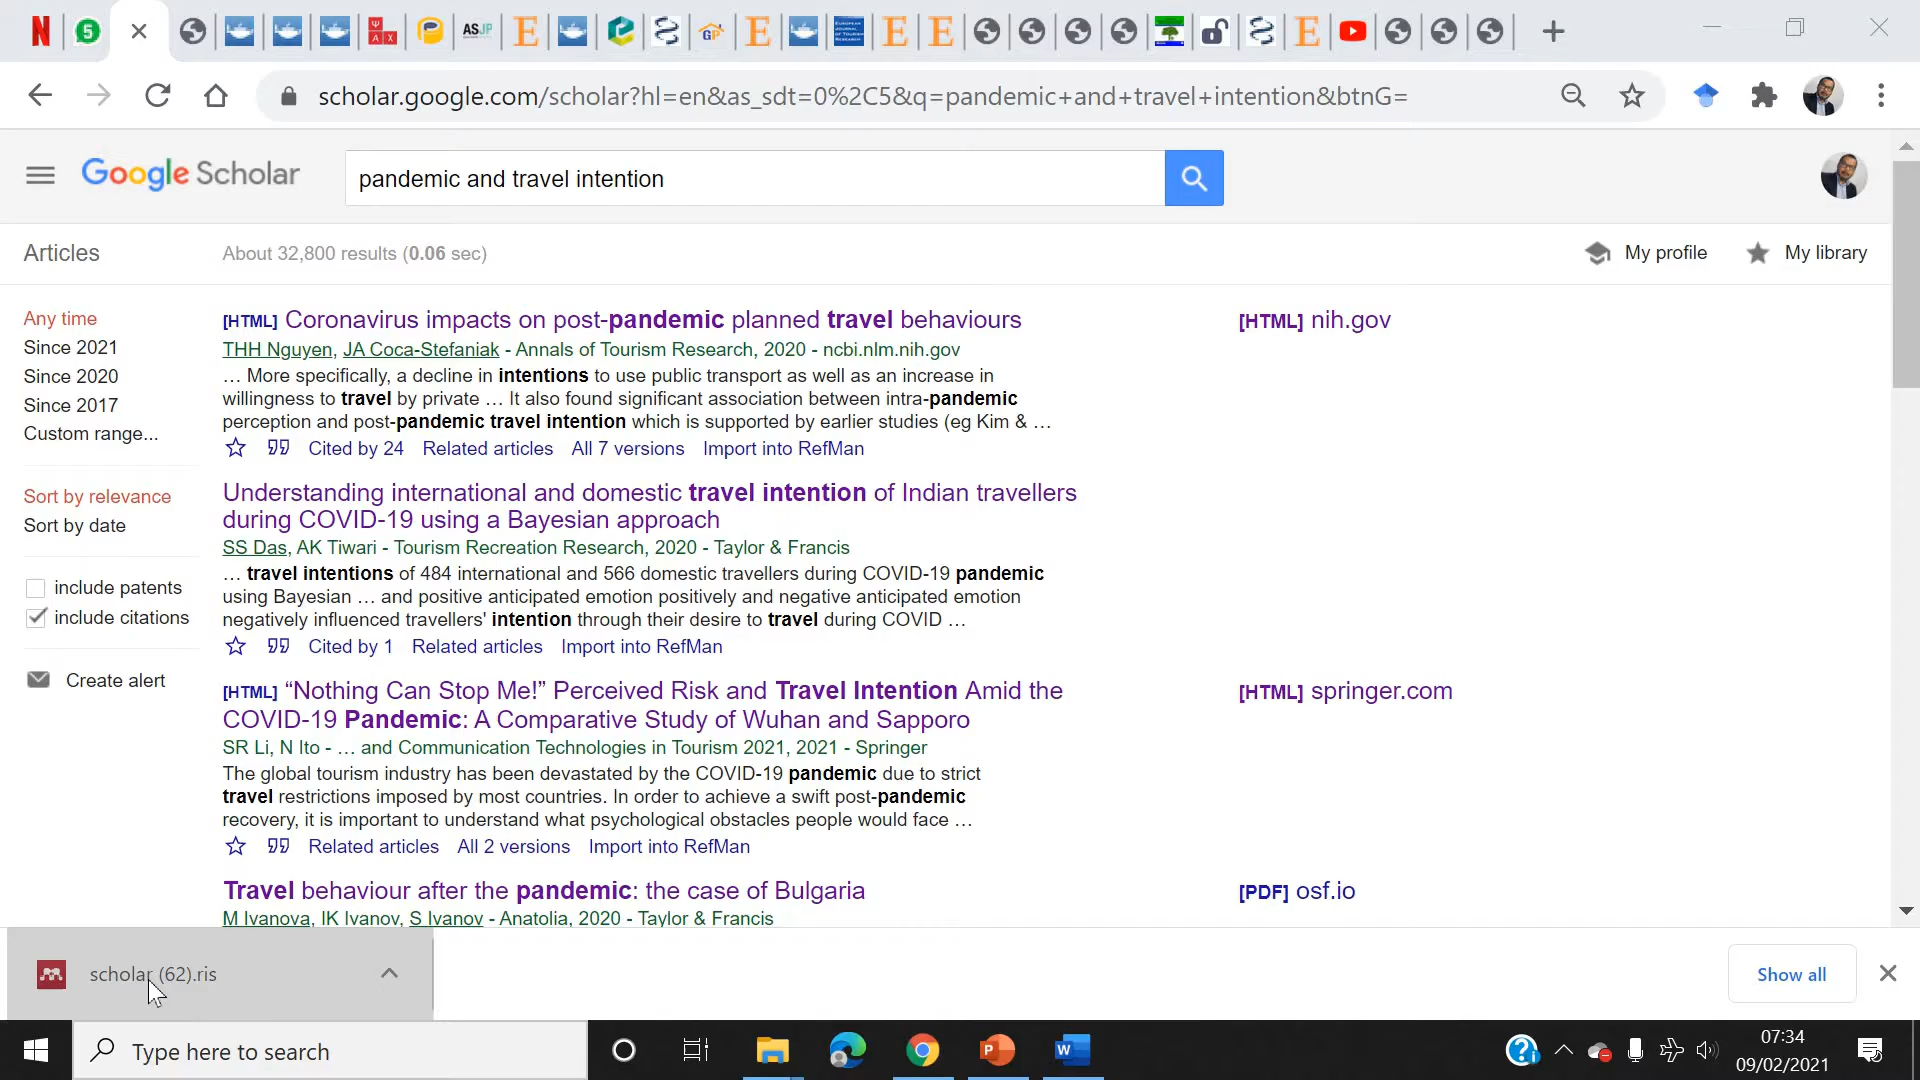 5
ASJP
GP
scholar.google.com/scholar?hl=en&as_sdt=0%2C5&q=pandemic+and+travel+intention&btnG=
Google Scholar
pandemic and travel intention
Articles
About 32,800 results (0.06 sec)
My profile
My library
Any time
Since 2021
Since 2020
Since 2017
Custom range...
Sort by relevance
Sort by date
include patents
include citations
Create alert
[HTML] Coronavirus impacts on post-pandemic planned travel behaviours
THH Nguyen, JA Coca-Stefaniak - Annals of Tourism Research, 2020 - ncbi.nlm.nih.gov
… More specifically, a decline in intentions to use public transport as well as an increase in
willingness to travel by private … It also found significant association between intra-pandemic
perception and post-pandemic travel intention which is supported by earlier studies (eg Kim & …
Cited by 24 Related articles All 7 versions Import into RefMan
[HTML] nih.gov
Understanding international and domestic travel intention of Indian travellers
during COVID-19 using a Bayesian approach
SS Das, AK Tiwari - Tourism Recreation Research, 2020 - Taylor & Francis
… travel intentions of 484 international and 566 domestic travellers during COVID-19 pandemic
using Bayesian … and positive anticipated emotion positively and negative anticipated emotion
negatively influenced travellers' intention through their desire to travel during COVID …
Cited by 1 Related articles Import into RefMan
[HTML] “Nothing Can Stop Me!” Perceived Risk and Travel Intention Amid the
COVID-19 Pandemic: A Comparative Study of Wuhan and Sapporo
SR Li, N Ito - … and Communication Technologies in Tourism 2021, 2021 - Springer
The global tourism industry has been devastated by the COVID-19 pandemic due to strict
travel restrictions imposed by most countries. In order to achieve a swift post-pandemic
recovery, it is important to understand what psychological obstacles people would face …
Related articles All 2 versions Import into RefMan
[HTML] springer.com
Travel behaviour after the pandemic: the case of Bulgaria
M Ivanova, IK Ivanov, S Ivanov - Anatolia, 2020 - Taylor & Francis
[PDF] osf.io
scholar (62).ris
Show all
Type here to search
07:34
09/02/2021